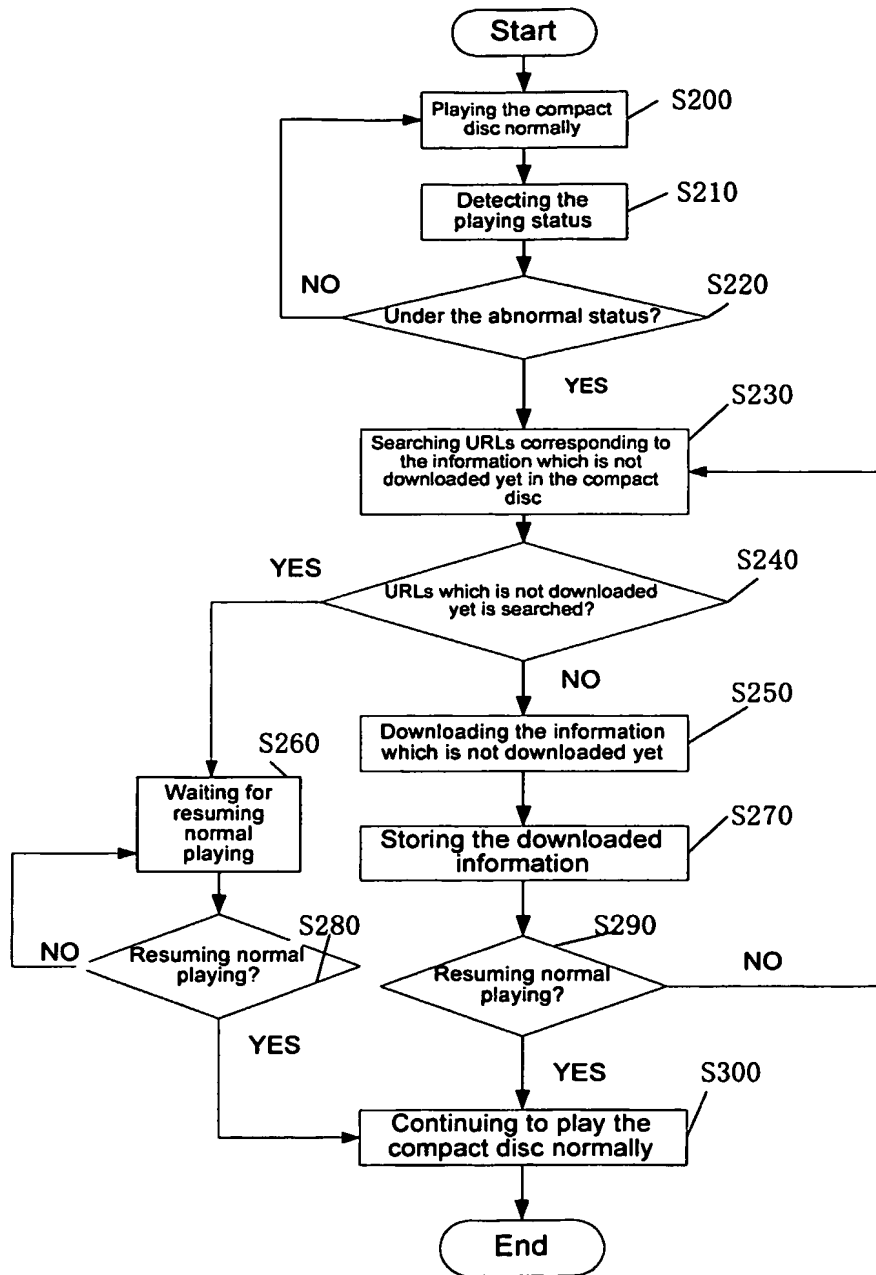 Start
Playing the compact
disc normally
S200
Detecting the
playing status
S210
NO
Under the abnormal status?
S220
YES
S230
Searching URLs corresponding to
the information which is not
downloaded yet in the compact
disc
YES
URLs which is not downloaded
yet is searched?
S240
NO
S250
Downloading the information
which is not downloaded yet
S260
Waiting for
resuming
normal
playing
S270
Storing the downloaded
information
S280
NO
Resuming normal
playing?
S290
Resuming normal
playing?
NO
YES
YES
S300
Continuing to play the
compact disc normally
End